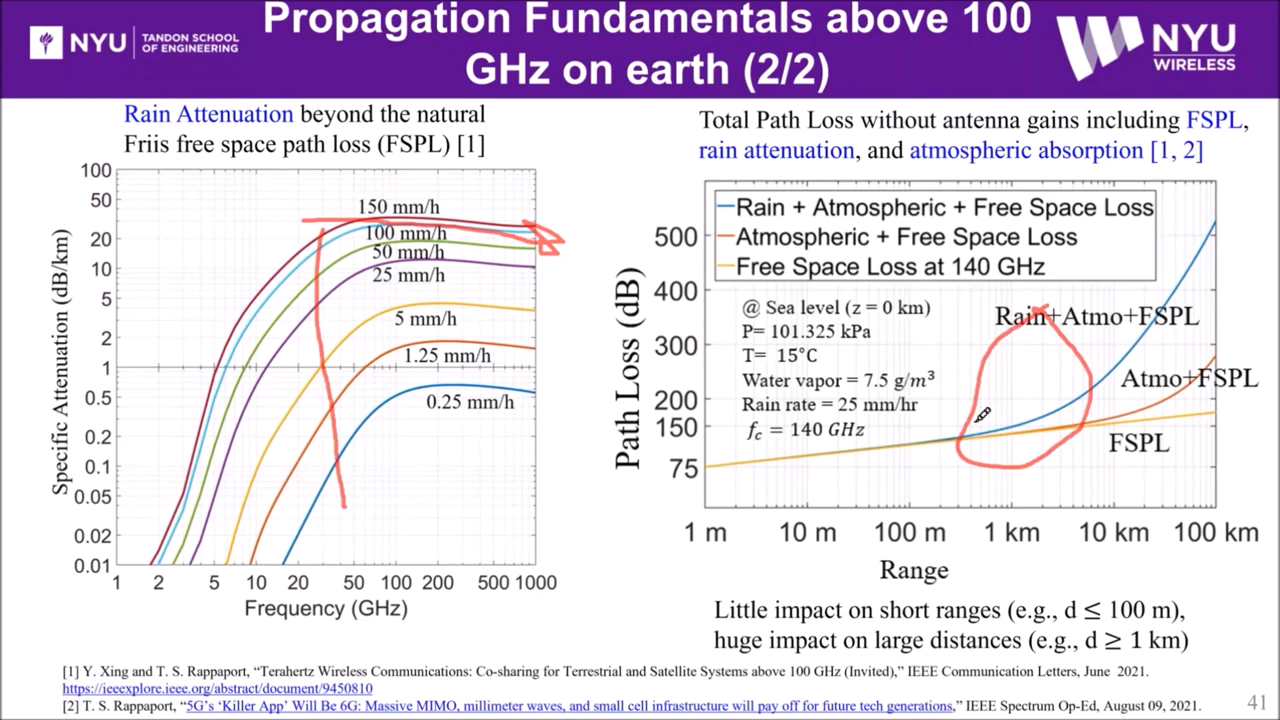 NYU
TANDON SCHOOL
OF ENGINEERING
Propagation Fundamentals above 100
GHz on earth (2/2)
NYU
WIRELESS
Rain Attenuation beyond the natural
Friis free space path loss (FSPL) [1]
Specific Attenuation (dB/km)
100
50
20
10
5
2
1
0.5
0.2
0.1
0.05
0.02
0.01
150 mm/h
100 mm/h
50 mm/h
25 mm/h
5 mm/h
1.25 mm/h
0.25 mm/h
1 2 5 10 20 50 100 200 500 1000
Frequency (GHz)
Total Path Loss without antenna gains including FSPL,
rain attenuation, and atmospheric absorption [1, 2]
Path Loss (dB)
500
400
300
200
150
75
Rain + Atmospheric + Free Space Loss
Atmospheric + Free Space Loss
Free Space Loss at 140 GHz
@ Sea level (z = 0 km)
P= 101.325 kPa
T= 15°C
Water vapor = 7.5 g/m³
Rain rate = 25 mm/hr
f_c = 140 GHz
Rain+Atmo+FSPL
Atmo+FSPL
FSPL
1 m 10 m 100 m 1 km 10 km 100 km
Range
Little impact on short ranges (e.g., d ≤ 100 m),
huge impact on large distances (e.g., d ≥ 1 km)
[1] Y. Xing and T. S. Rappaport, “Terahertz Wireless Communications: Co-sharing for Terrestrial and Satellite Systems above 100 GHz (Invited),” IEEE Communication Letters, June 2021.
https://ieeexplore.ieee.org/abstract/document/9450810
[2] T. S. Rappaport, “5G’s ‘Killer App’ Will Be 6G: Massive MIMO, millimeter waves, and small cell infrastructure will pay off for future tech generations,” IEEE Spectrum Op-Ed, August 09, 2021.
41